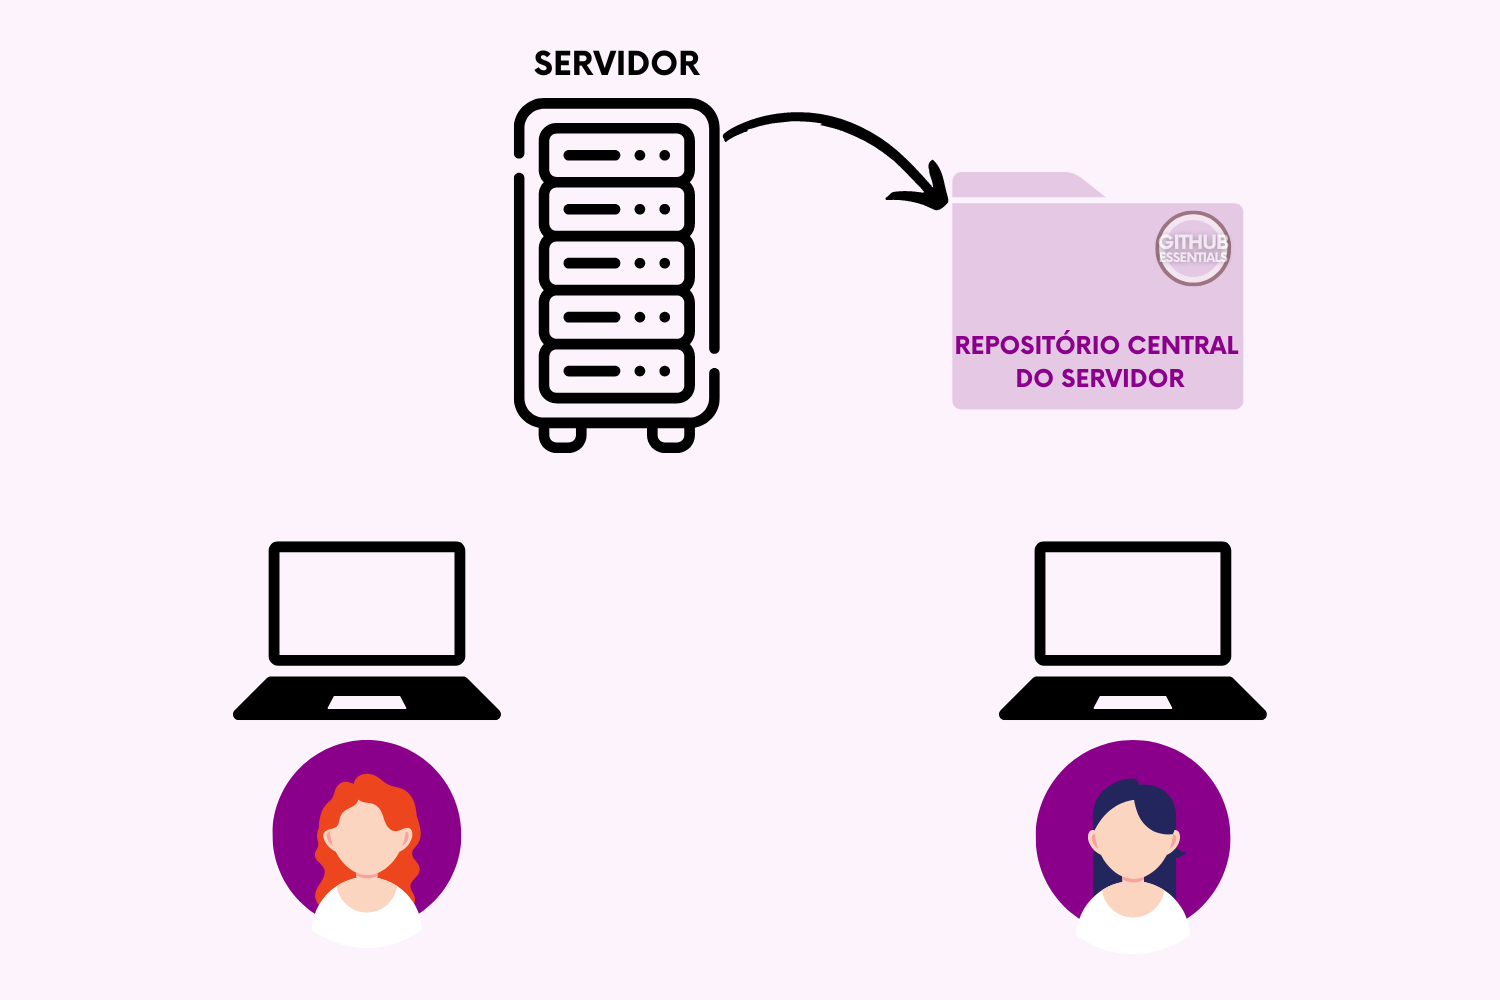 SERVIDOR
GITHUB
ESSENTIALS
REPOSITÓRIO CENTRAL
DO SERVIDOR